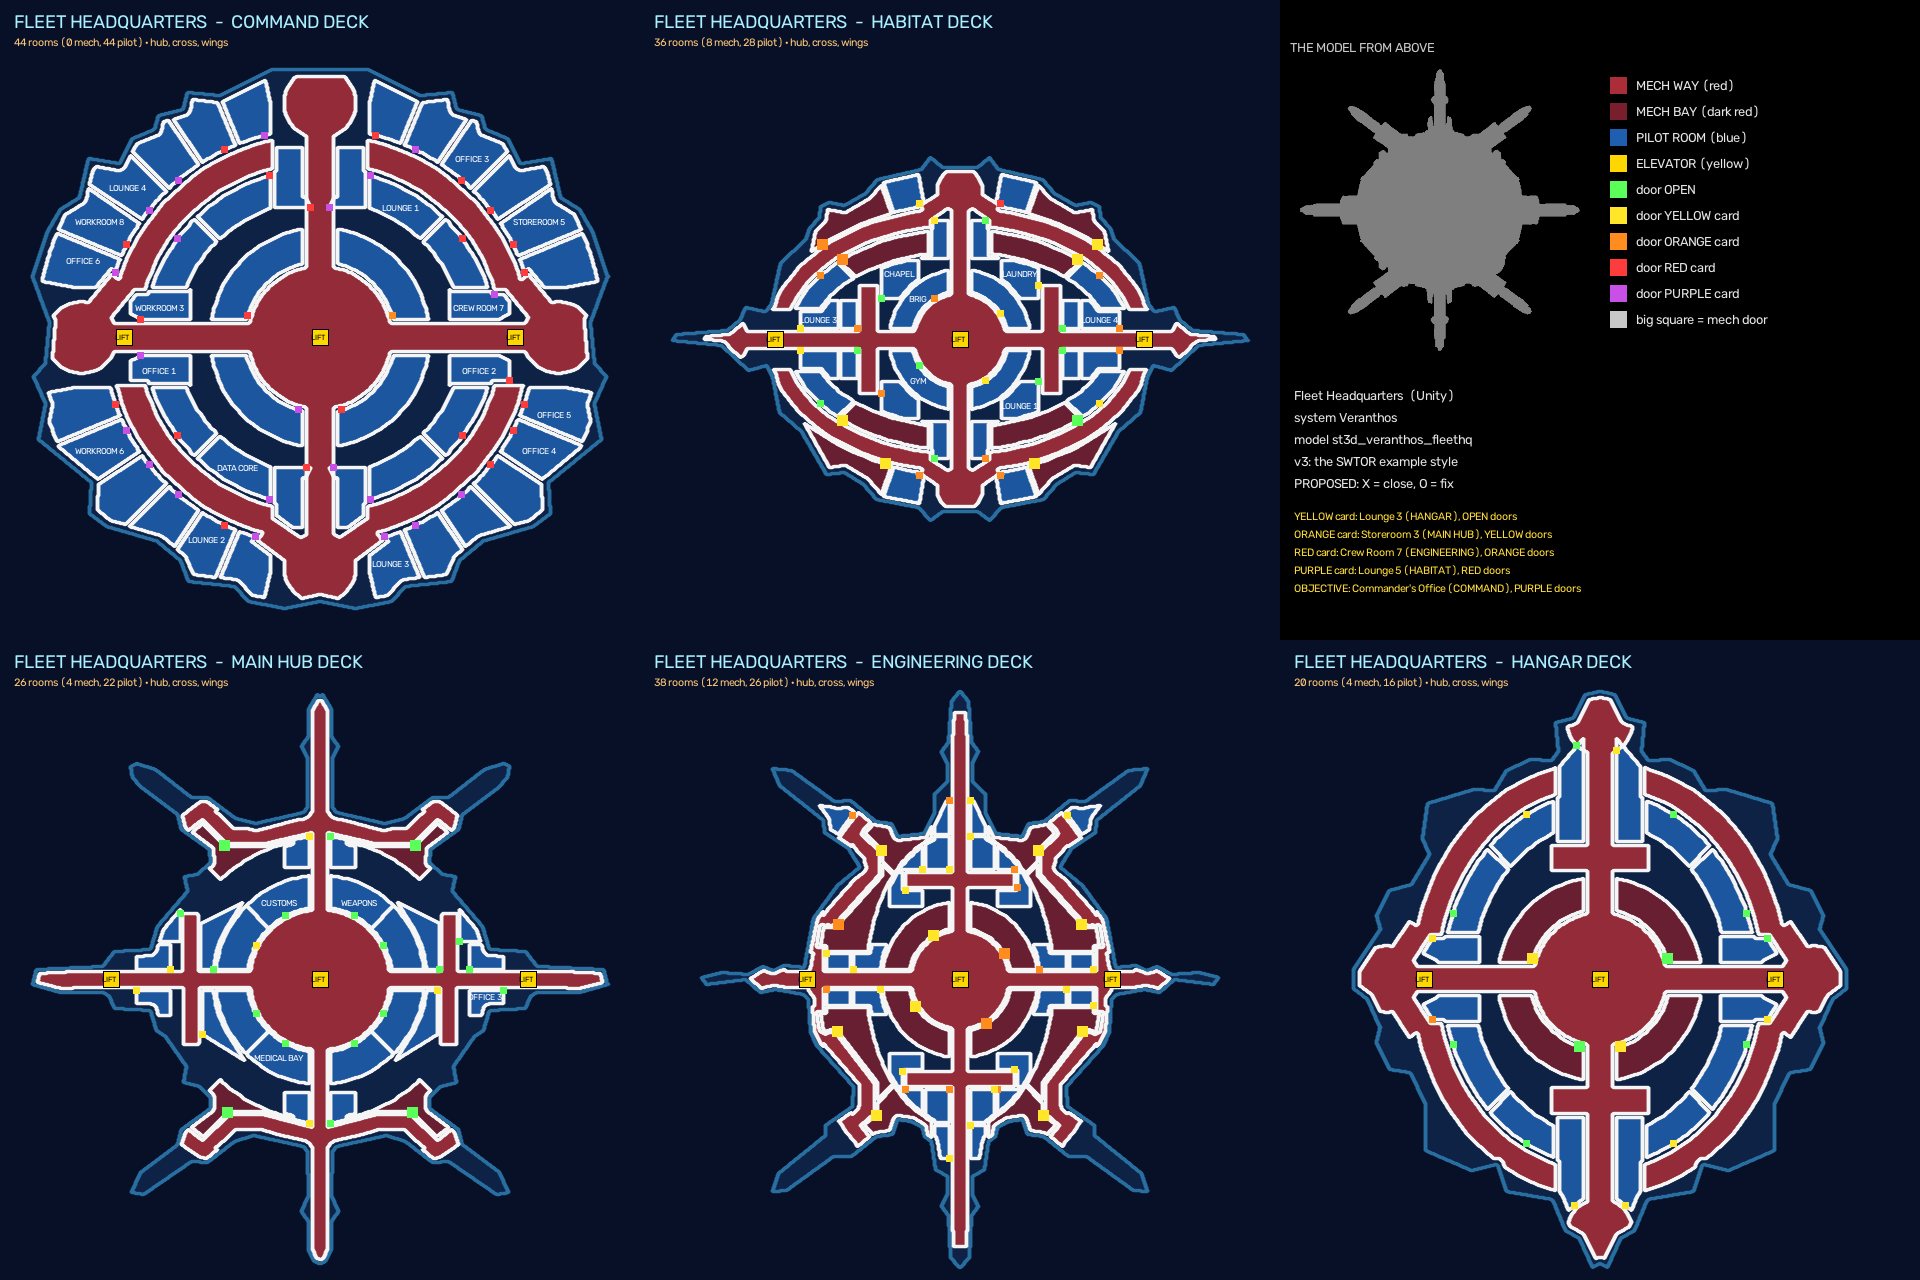 FLEET HEADQUARTERS - COMMAND DECK
44 rooms (0 mech, 44 pilot) • hub, cross, wings
OFFICE 3
LOUNGE 4
LOUNGE 1
WORKROOM 8
STOREROOM 5
OFFICE 6
WORKROOM 3
CREW ROOM 7
LIFT
LIFT
LIFT
OFFICE 1
OFFICE 2
OFFICE 5
WORKROOM 6
OFFICE 4
DATA CORE
LOUNGE 2
LOUNGE 3
FLEET HEADQUARTERS - HABITAT DECK
36 rooms (8 mech, 28 pilot) • hub, cross, wings
CHAPEL
LAUNDRY
BRIG
LOUNGE 3
LOUNGE 4
LIFT
LIFT
LIFT
GYM
LOUNGE 1
THE MODEL FROM ABOVE
MECH WAY (red)
MECH BAY (dark red)
PILOT ROOM (blue)
ELEVATOR (yellow)
door OPEN
door YELLOW card
door ORANGE card
door RED card
door PURPLE card
big square = mech door
Fleet Headquarters (Unity)
system Veranthos
model st3d_veranthos_fleethq
v3: the SWTOR example style
PROPOSED: X = close, O = fix
YELLOW card: Lounge 3 (HANGAR), OPEN doors
ORANGE card: Storeroom 3 (MAIN HUB), YELLOW doors
RED card: Crew Room 7 (ENGINEERING), ORANGE doors
PURPLE card: Lounge 5 (HABITAT), RED doors
OBJECTIVE: Commander's Office (COMMAND), PURPLE doors
FLEET HEADQUARTERS - MAIN HUB DECK
26 rooms (4 mech, 22 pilot) • hub, cross, wings
CUSTOMS
WEAPONS
LIFT
LIFT
LIFT
OFFICE 3
MEDICAL BAY
FLEET HEADQUARTERS - ENGINEERING DECK
38 rooms (12 mech, 26 pilot) • hub, cross, wings
LIFT
LIFT
LIFT
FLEET HEADQUARTERS - HANGAR DECK
20 rooms (4 mech, 16 pilot) • hub, cross, wings
LIFT
LIFT
LIFT